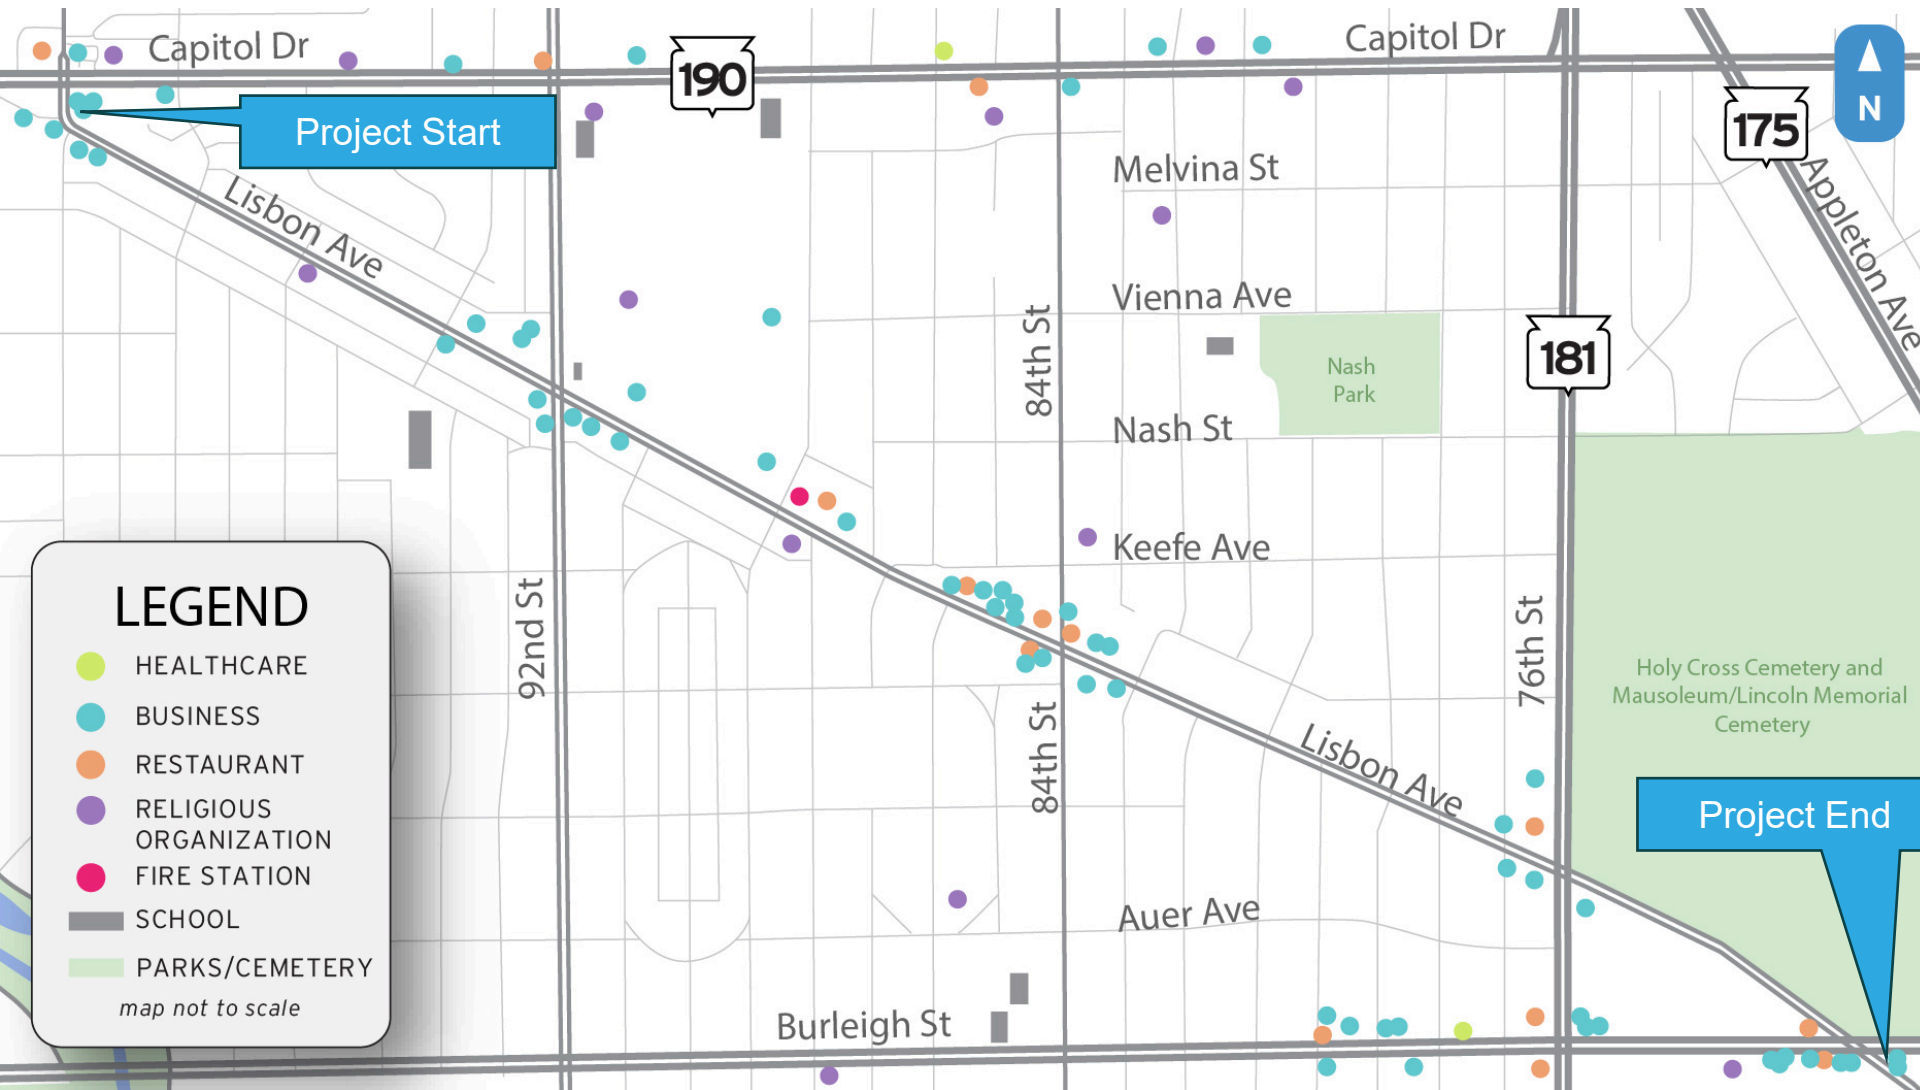 Capitol Dr
Capitol Dr
190
175
N
Project Start
Melvina St
Appleton Ave
Lisbon Ave
Vienna Ave
84th St
181
Nash
Park
Nash St
Keefe Ave
92nd St
76th St
LEGEND
HEALTHCARE
BUSINESS
RESTAURANT
RELIGIOUS
ORGANIZATION
FIRE STATION
SCHOOL
PARKS/CEMETERY
map not to scale
Holy Cross Cemetery and
Mausoleum/Lincoln Memorial
Cemetery
84th St
Lisbon Ave
Project End
Auer Ave
Burleigh St